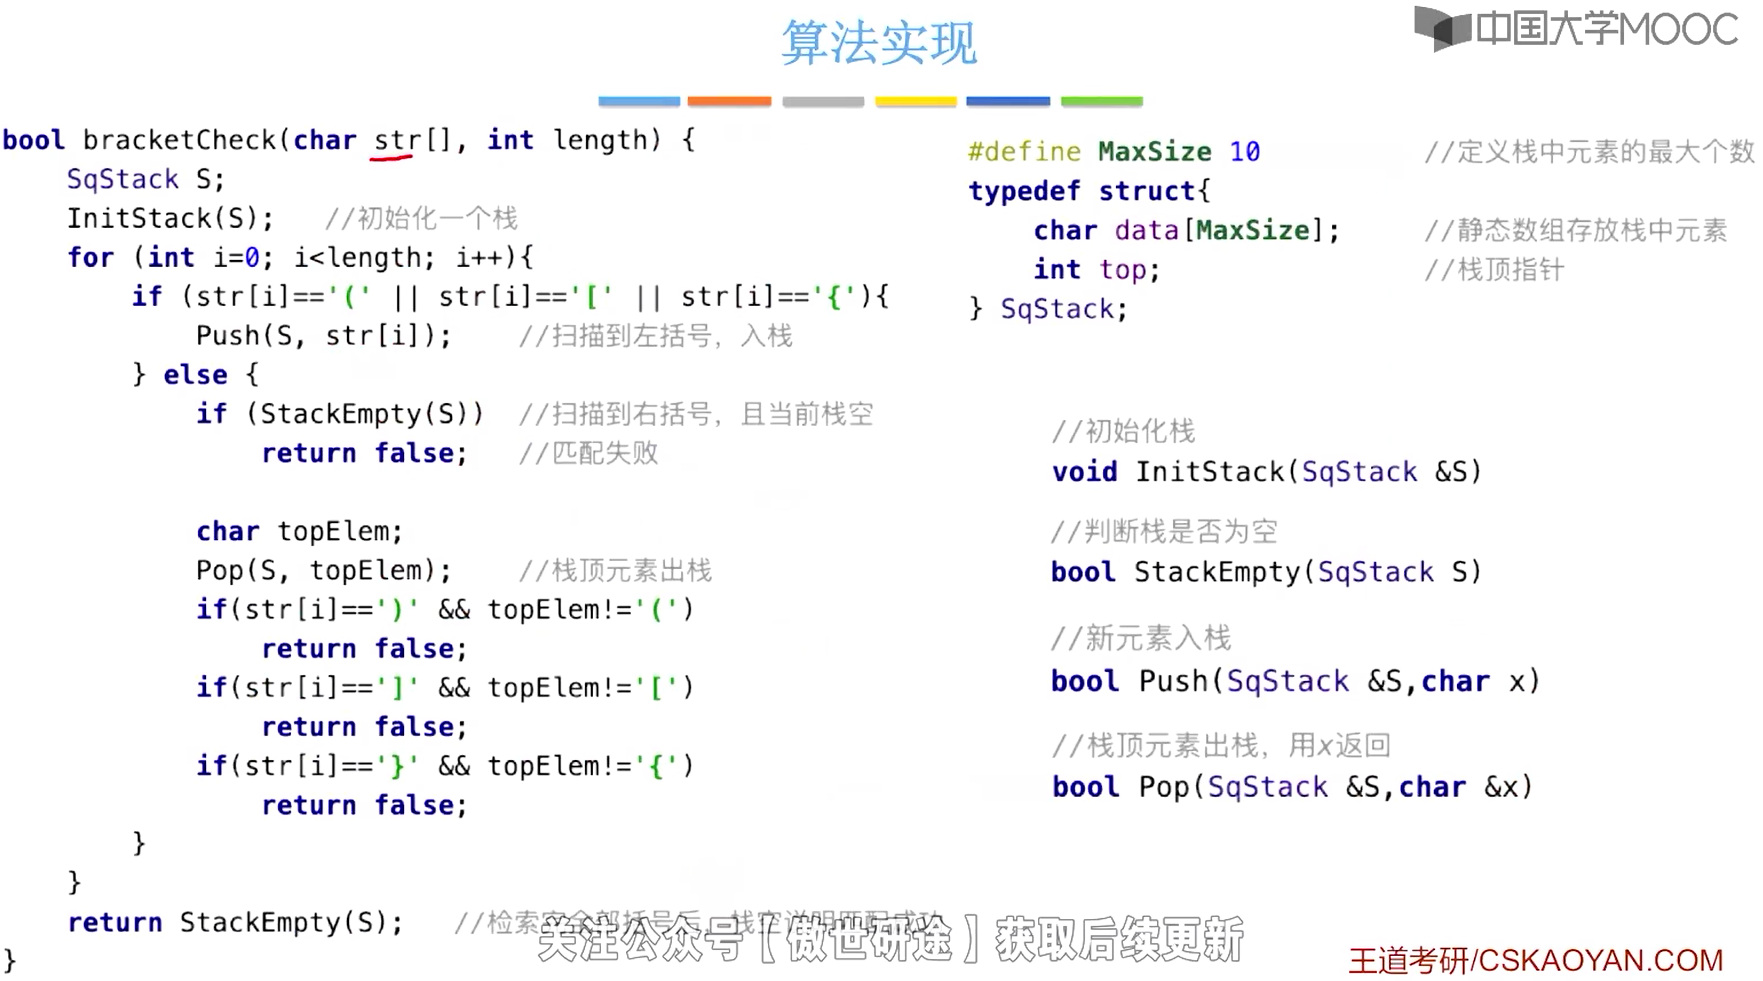 算法实现
中国大学MOOC
bool bracketCheck(char str[], int length) {
    SqStack S;
    InitStack(S);   //初始化一个栈
    for (int i=0; i<length; i++){
        if (str[i]=='(' || str[i]=='[' || str[i]=='{'){
            Push(S, str[i]);    //扫描到左括号，入栈
        } else {
            if (StackEmpty(S))  //扫描到右括号，且当前栈空
                return false;   //匹配失败
            char topElem;
            Pop(S, topElem);    //栈顶元素出栈
            if(str[i]==')' && topElem!='(')
                return false;
            if(str[i]==']' && topElem!='[')
                return false;
            if(str[i]=='}' && topElem!='{')
                return false;
        }
    }
    return StackEmpty(S);   //检索完全部括号后，栈空说明匹配成功
}
#define MaxSize 10          //定义栈中元素的最大个数
typedef struct{
    char data[MaxSize];     //静态数组存放栈中元素
    int top;                //栈顶指针
} SqStack;
//初始化栈
void InitStack(SqStack &S)
//判断栈是否为空
bool StackEmpty(SqStack S)
//新元素入栈
bool Push(SqStack &S,char x)
//栈顶元素出栈，用x返回
bool Pop(SqStack &S,char &x)
关注公众号【傲世研途】获取后续更新
王道考研/CSKAOYAN.COM